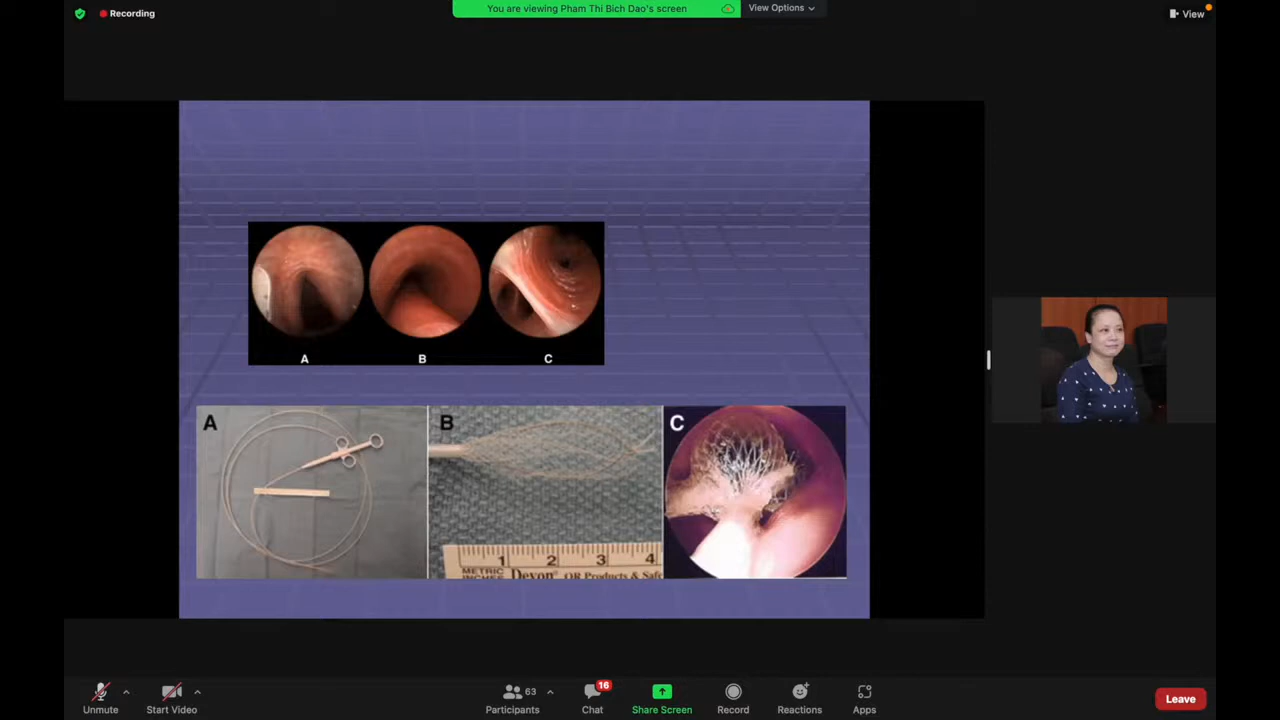 Recording
You are viewing Pham Thi Bich Dao's screen
View Options
View
A
B
C
A
B
C
1 2 3 4
METRIC
INCHES
Devon® OR Products & Safe
Unmute
Start Video
63
Participants
16
Chat
Share Screen
Record
Reactions
Apps
Leave